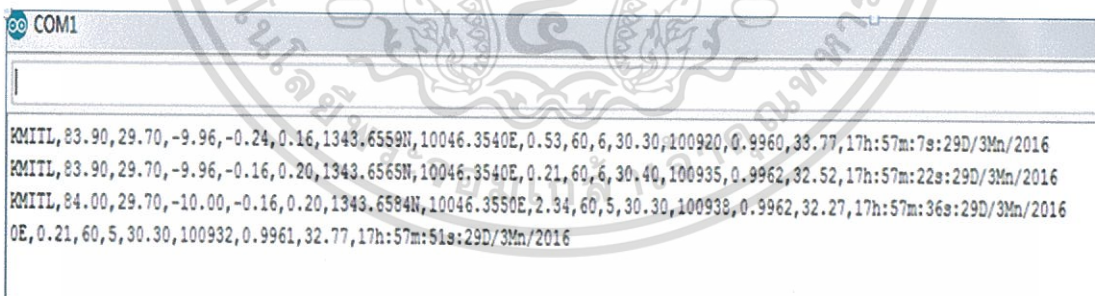 COM1
KMITL,83.90,29.70,-9.96,-0.24,0.16,1343.6559N,10046.3540E,0.53,60,6,30.30,100920,0.9960,33.77,17h:57m:7s:29D/3Mn/2016
KMITL,83.90,29.70,-9.96,-0.16,0.20,1343.6565N,10046.3540E,0.21,60,6,30.40,100935,0.9962,32.52,17h:57m:22s:29D/3Mn/2016
KMITL,84.00,29.70,-10.00,-0.16,0.20,1343.6584N,10046.3550E,2.34,60,5,30.30,100938,0.9962,32.27,17h:57m:36s:29D/3Mn/2016
0E,0.21,60,5,30.30,100932,0.9961,32.77,17h:57m:51s:29D/3Mn/2016